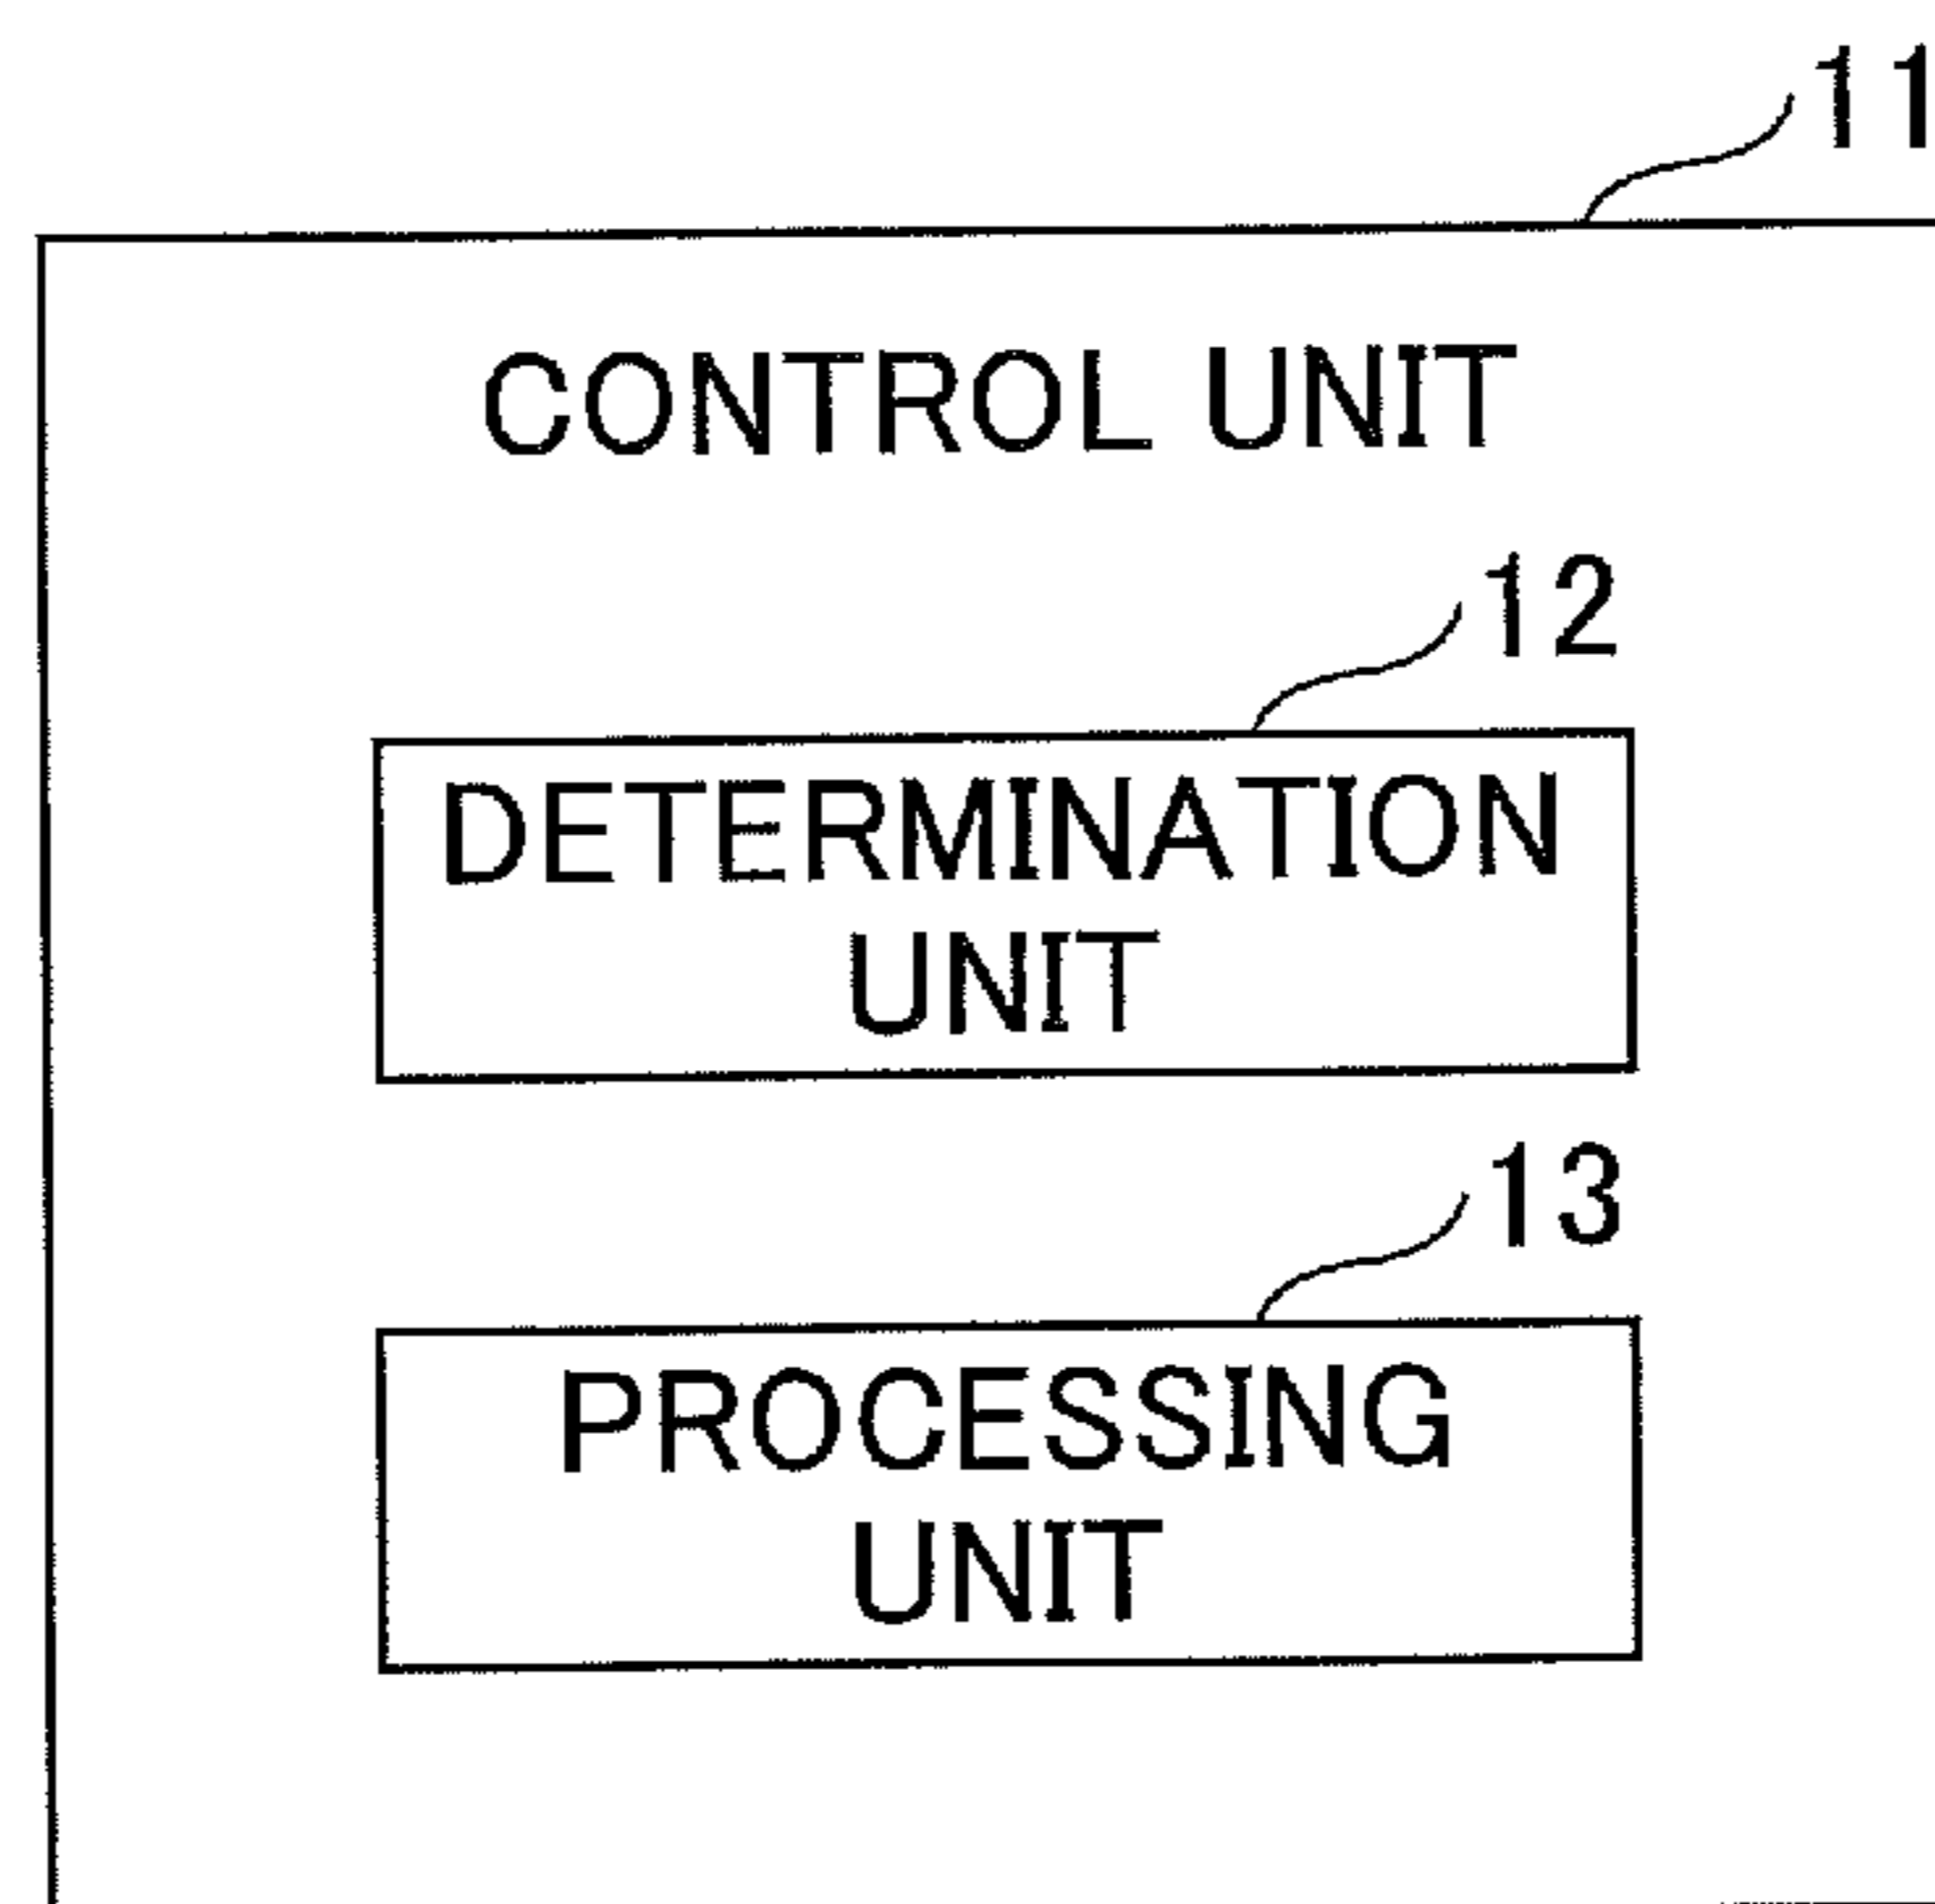 11
CONTROL UNIT
12
DETERMINATION
UNIT
13
PROCESSING
UNIT